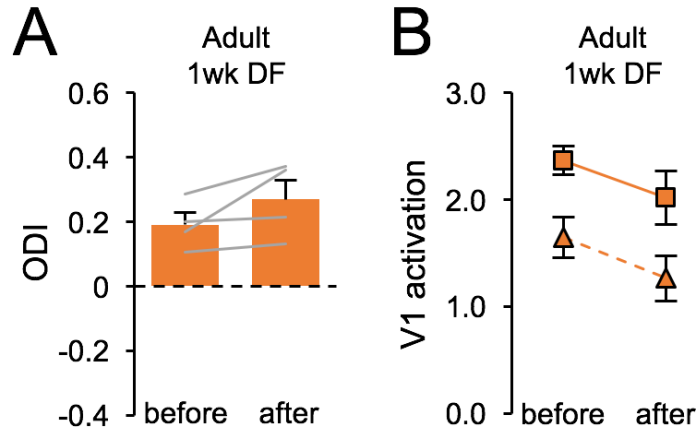 A
Adult
1wk DF
ODI
0.6
0.4
0.2
0
-0.2
-0.4
before
after
B
Adult
1wk DF
V1 activation
3.0
2.0
1.0
0.0
before
after